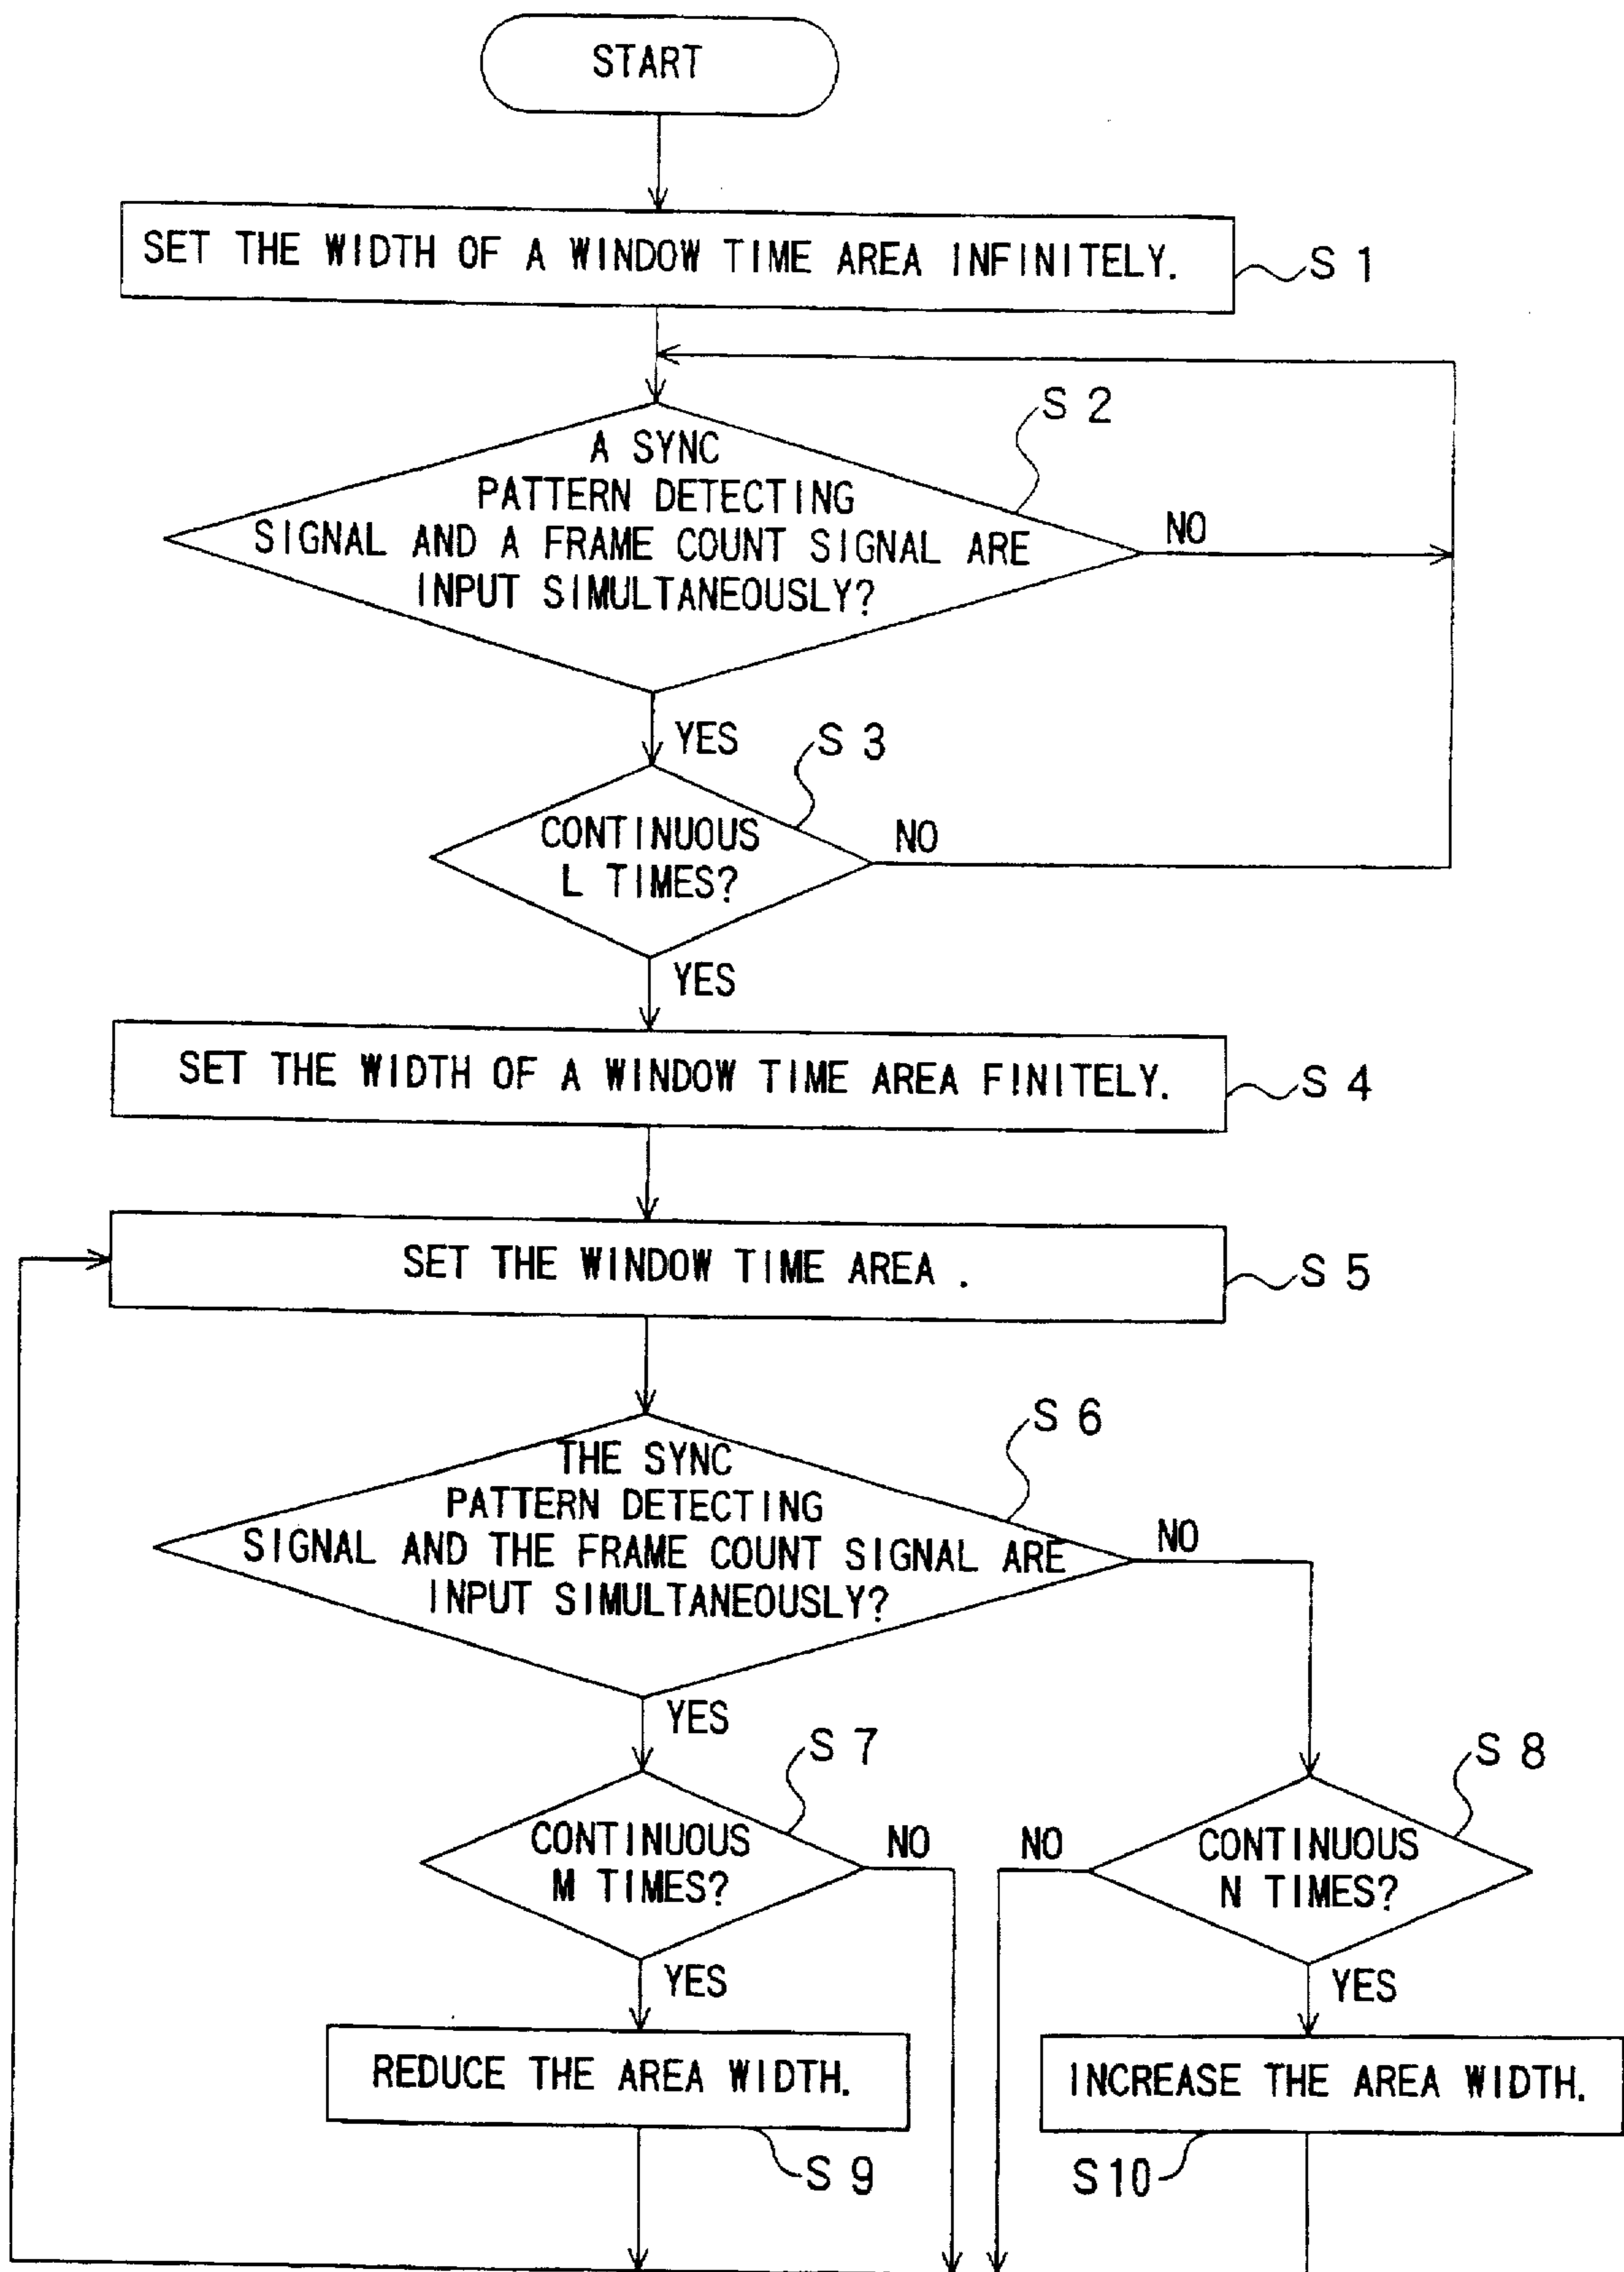 START
SET THE WIDTH OF A WINDOW TIME AREA INFINITELY.
S 1
S 2
A SYNC
PATTERN DETECTING
SIGNAL AND A FRAME COUNT SIGNAL ARE
INPUT SIMULTANEOUSLY?
NO
YES
S 3
CONTINUOUS
L TIMES?
NO
YES
SET THE WIDTH OF A WINDOW TIME AREA FINITELY.
S 4
SET THE WINDOW TIME AREA .
S 5
S 6
THE SYNC
PATTERN DETECTING
SIGNAL AND THE FRAME COUNT SIGNAL ARE
INPUT SIMULTANEOUSLY?
NO
YES
S 7
CONTINUOUS
M TIMES?
NO
YES
S 8
NO
CONTINUOUS
N TIMES?
YES
REDUCE THE AREA WIDTH.
S 9
INCREASE THE AREA WIDTH.
S10